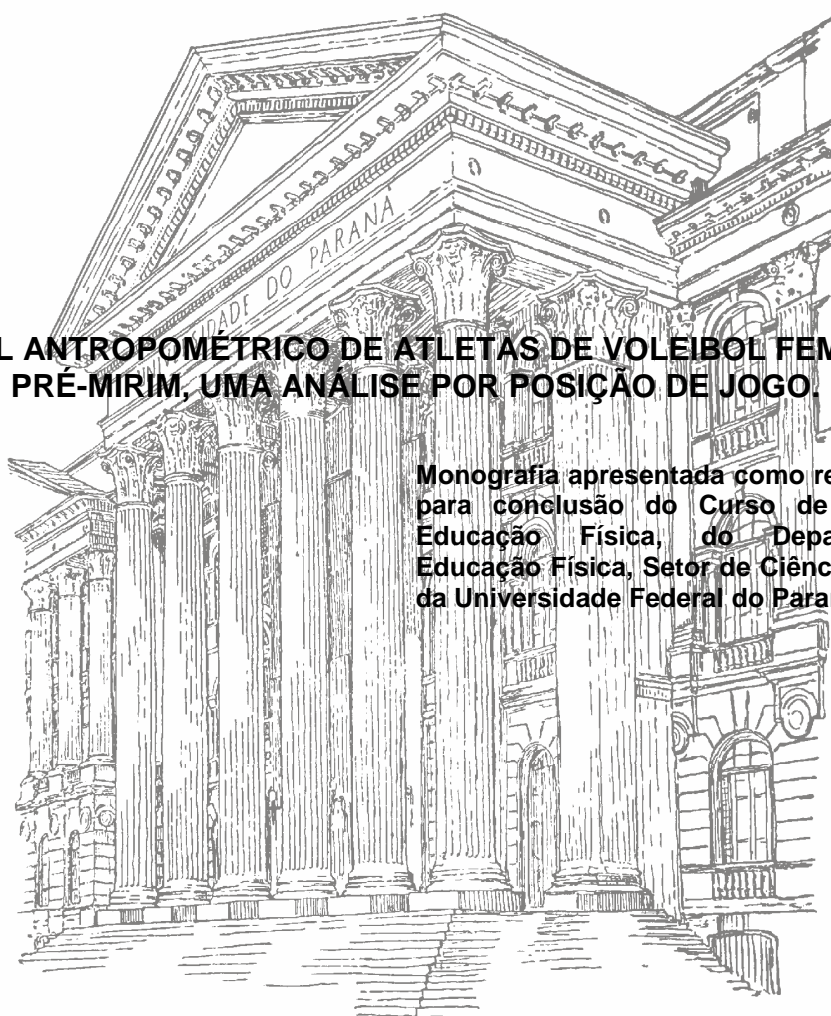 DADE DO PARANÁ
L ANTROPOMÉTRICO DE ATLETAS DE VOLEIBOL FEM
PRÉ-MIRIM, UMA ANÁLISE POR POSIÇÃO DE JOGO.
Monografia apresentada como re
para conclusão do Curso de
Educação Física, do Depa
Educação Física, Setor de Ciênc
da Universidade Federal do Para